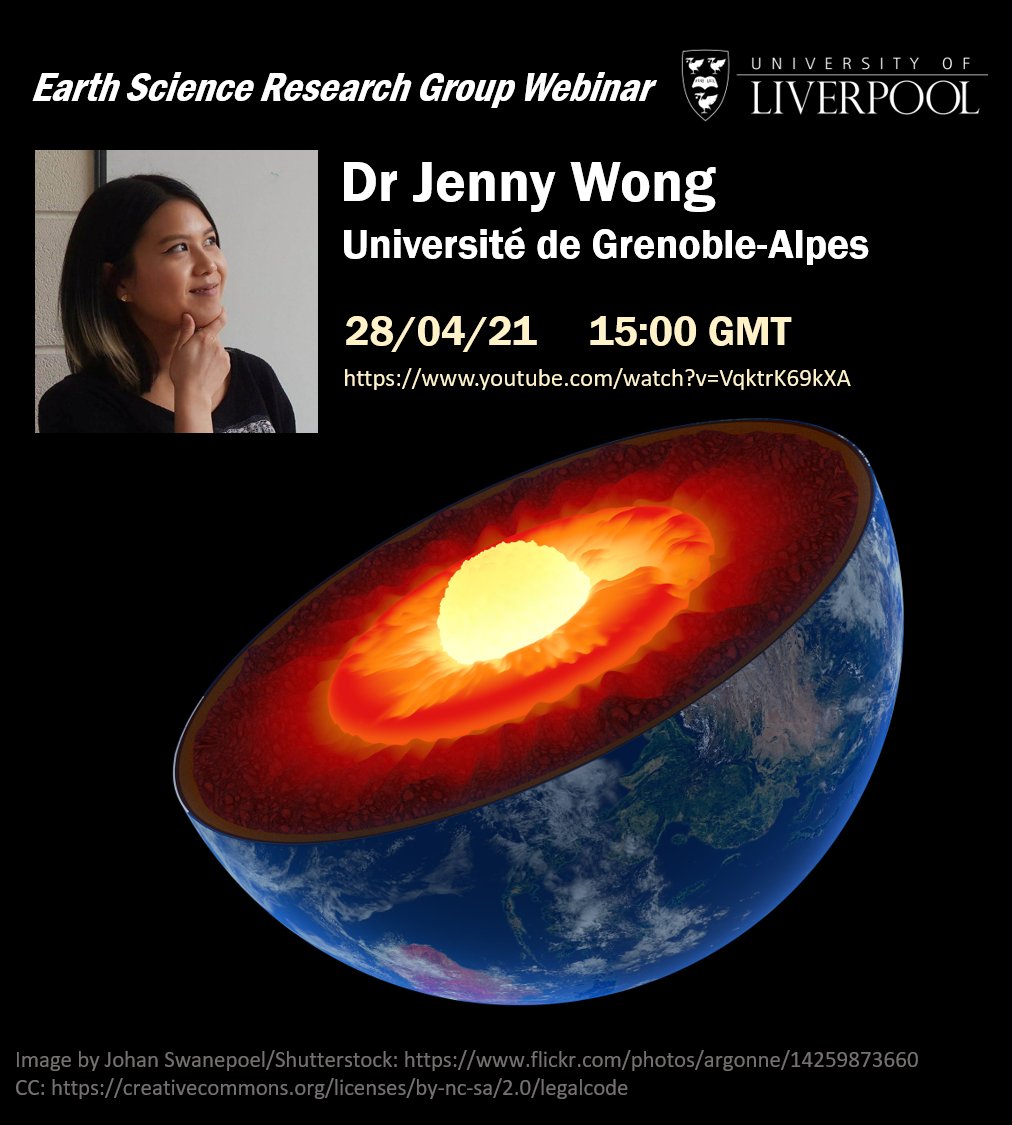 Earth Science Research Group Webinar
UNIVERSITY OF
LIVERPOOL
Dr Jenny Wong
Université de Grenoble-Alpes
28/04/21 15:00 GMT
https://www.youtube.com/watch?v=VqktrK69kXA
Image by Johan Swanepoel/Shutterstock: https://www.flickr.com/photos/argonne/14259873660
CC: https://creativecommons.org/licenses/by-nc-sa/2.0/legalcode